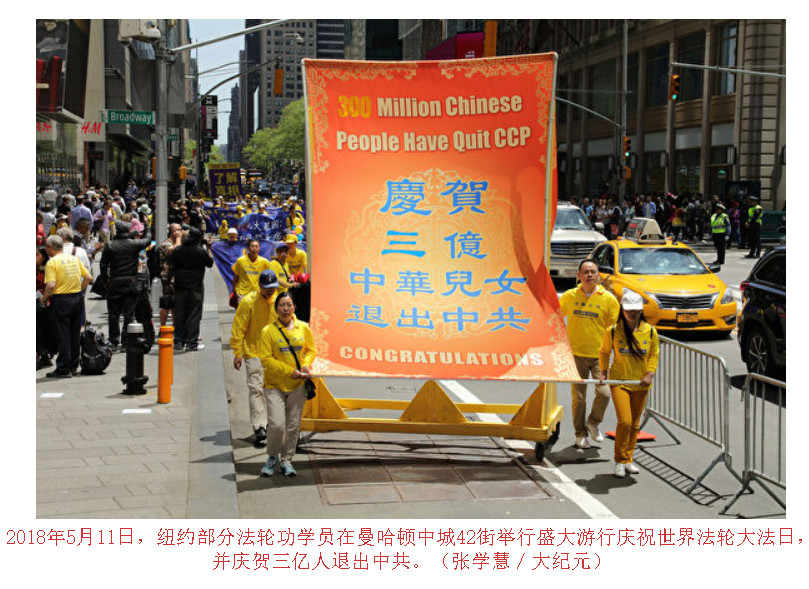 H&M
Broadway
了解
真相
300 Million Chinese
People Have Quit CCP
慶賀
三億
中華兒女
退出中共
CONGRATULATIONS
2018年5月11日，纽约部分法轮功学员在曼哈顿中城42街举行盛大游行庆祝世界法轮大法日，
并庆贺三亿人退出中共。（张学慧／大纪元）